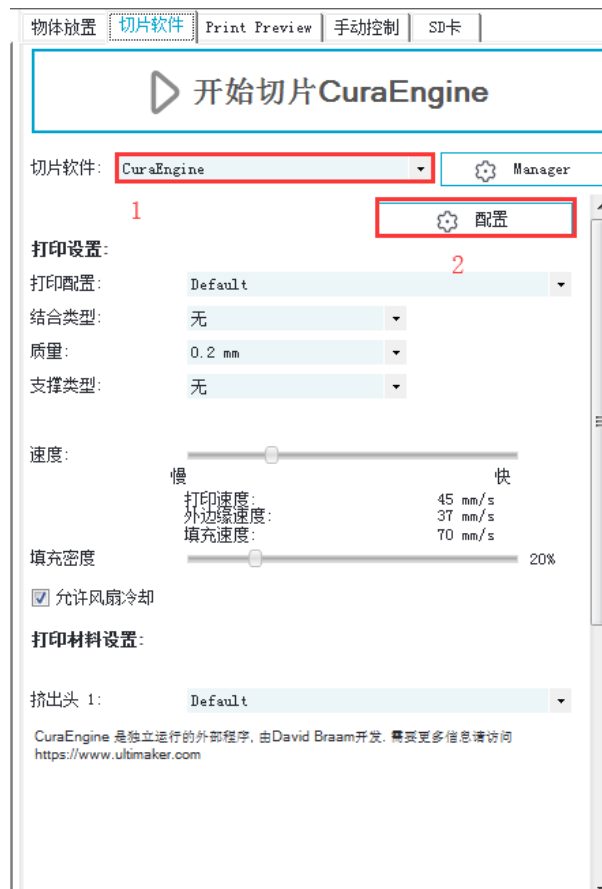 物体放置 切片软件 Print Preview 手动控制 SD卡
开始切片CuraEngine
切片软件: CuraEngine Manager
1
配置
2
打印设置:
打印配置: Default
结合类型: 无
质量: 0.2 mm
支撑类型: 无
速度:
慢 快
打印速度: 45 mm/s
外边缘速度: 37 mm/s
填充速度: 70 mm/s
填充密度 20%
允许风扇冷却
打印材料设置:
挤出头 1: Default
CuraEngine 是独立运行的外部程序, 由David Braam开发. 需要更多信息请访问
https://www.ultimaker.com